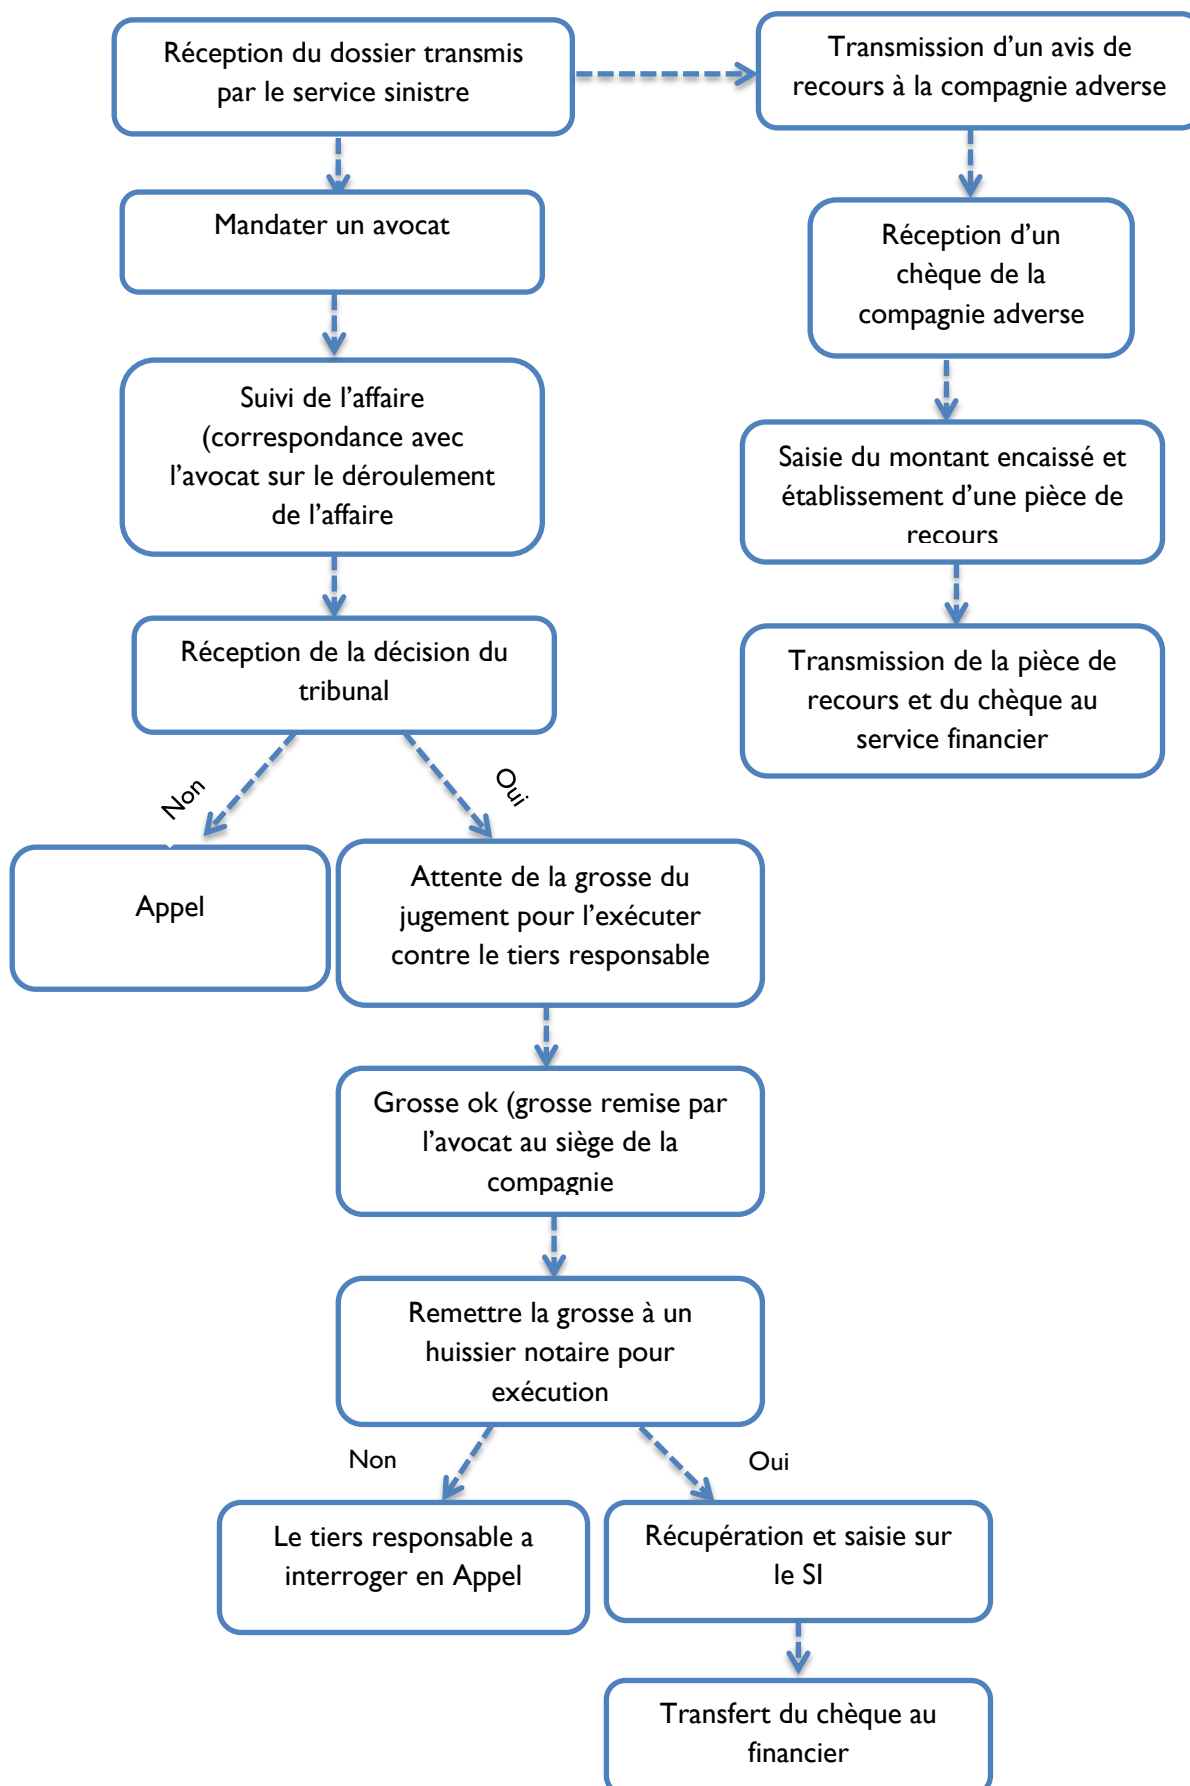 Réception du dossier transmis
par le service sinistre
Transmission d’un avis de
recours à la compagnie adverse
Mandater un avocat
Réception d’un
chèque de la
compagnie adverse
Suivi de l’affaire
(correspondance avec
l’avocat sur le déroulement
de l’affaire
Saisie du montant encaissé et
établissement d’une pièce de
recours
Réception de la décision du
tribunal
Transmission de la pièce de
recours et du chèque au
service financier
Non
Oui
Appel
Attente de la grosse du
jugement pour l’exécuter
contre le tiers responsable
Grosse ok (grosse remise par
l’avocat au siège de la
compagnie
Remettre la grosse à un
huissier notaire pour
exécution
Non
Oui
Le tiers responsable a
interroger en Appel
Récupération et saisie sur
le SI
Transfert du chèque au
financier